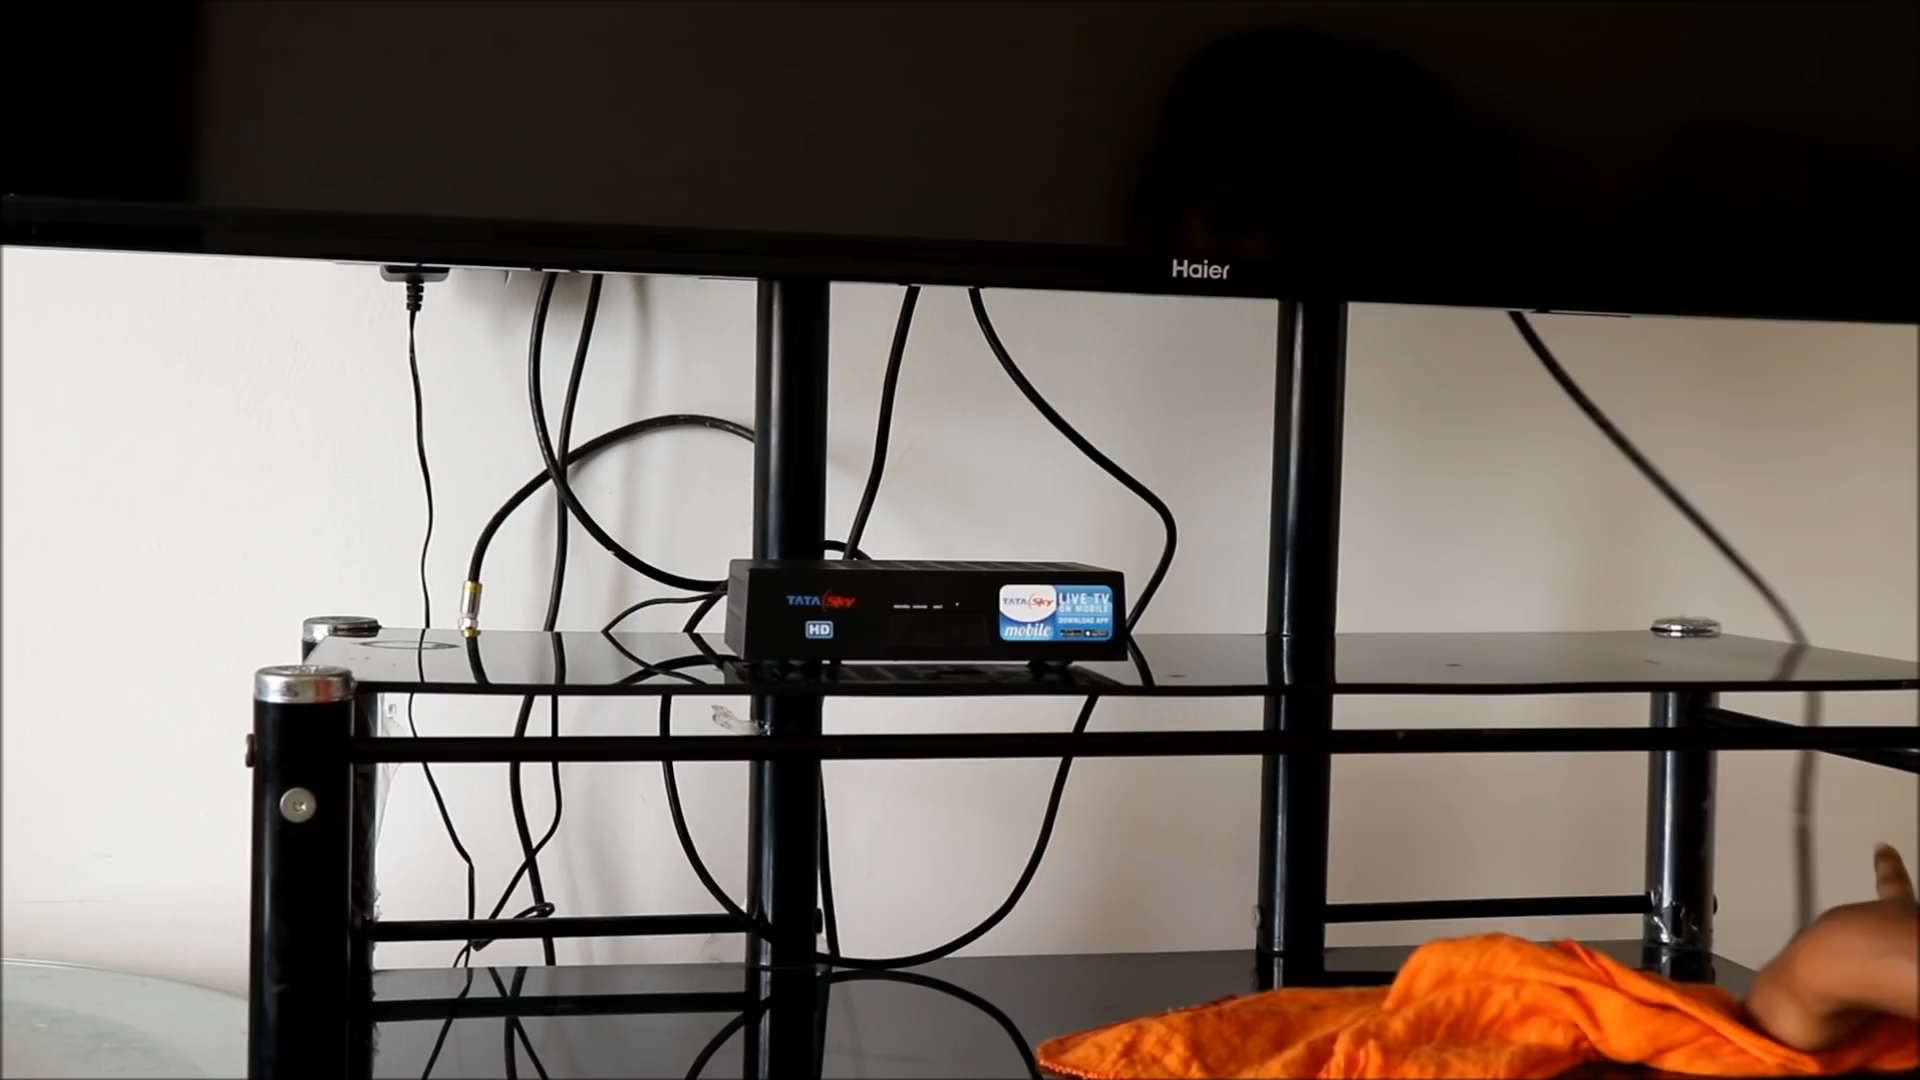 Haier
TATA Sky
HD
TATA Sky
mobile
LIVE TV
ON MOBILE
DOWNLOAD APP